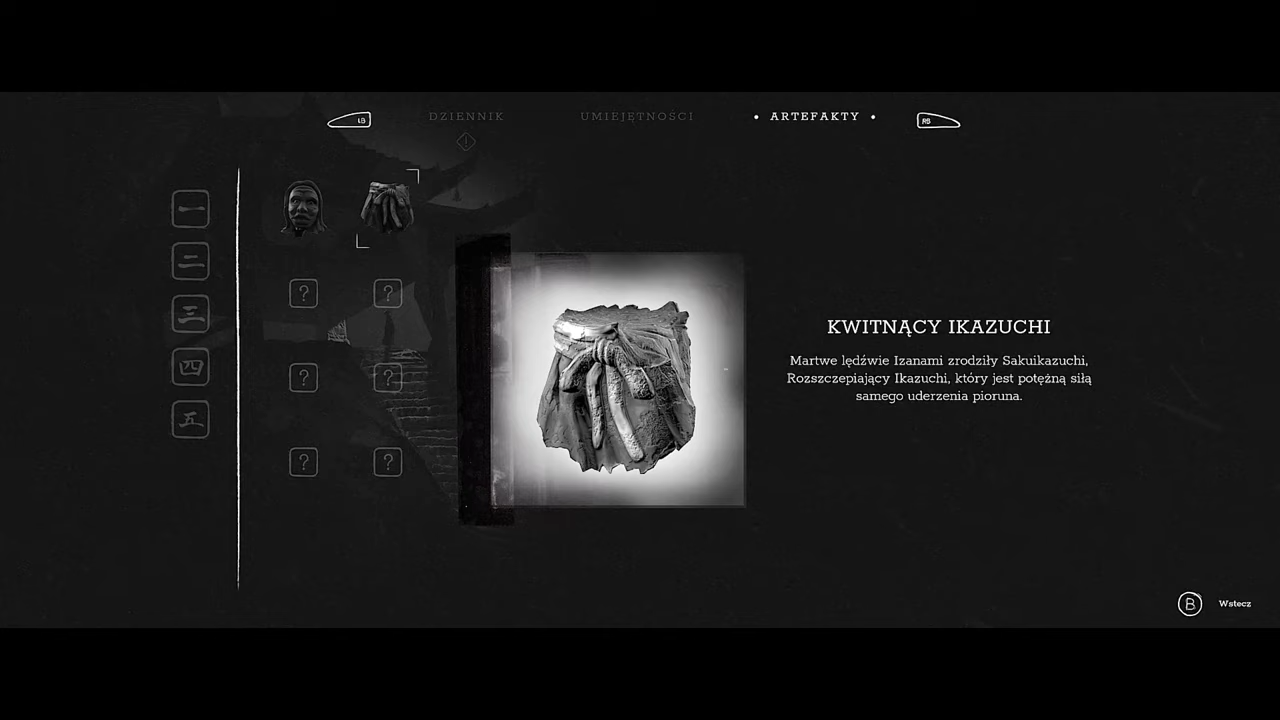 LB
DZIENNIK
UMIEJĘTNOŚCI
• ARTEFAKTY •
RB
!
一
二
三
四
五
? ?
? ?
? ?
KWITNĄCY IKAZUCHI
Martwe lędźwie Izanami zrodziły Sakuikazuchi,
Rozszczepiający Ikazuchi, który jest potężną siłą
samego uderzenia pioruna.
B Wstecz